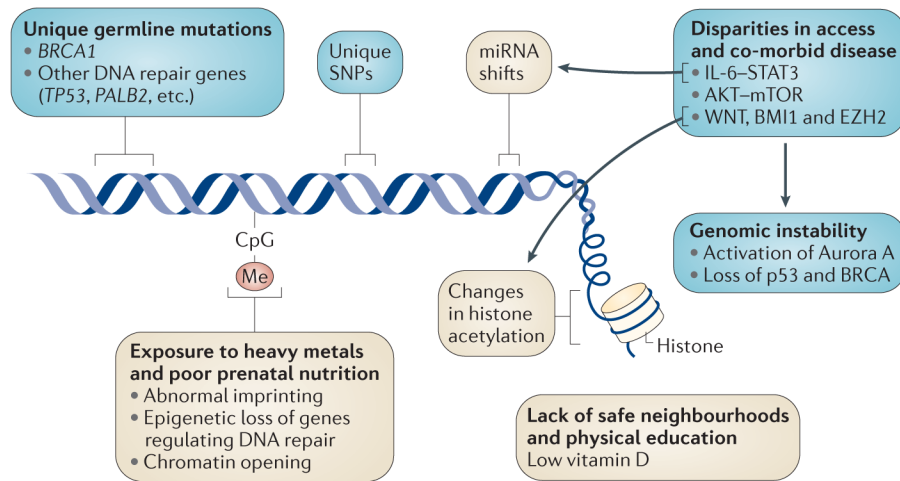 Unique germline mutations
• BRCA1
• Other DNA repair genes
(TP53, PALB2, etc.)
Unique
SNPs
miRNA
shifts
Disparities in access
and co-morbid disease
• IL-6–STAT3
• AKT–mTOR
• WNT, BMI1 and EZH2
CpG
Me
Genomic instability
• Activation of Aurora A
• Loss of p53 and BRCA
Changes
in histone
acetylation
Histone
Exposure to heavy metals
and poor prenatal nutrition
• Abnormal imprinting
• Epigenetic loss of genes
regulating DNA repair
• Chromatin opening
Lack of safe neighbourhoods
and physical education
Low vitamin D